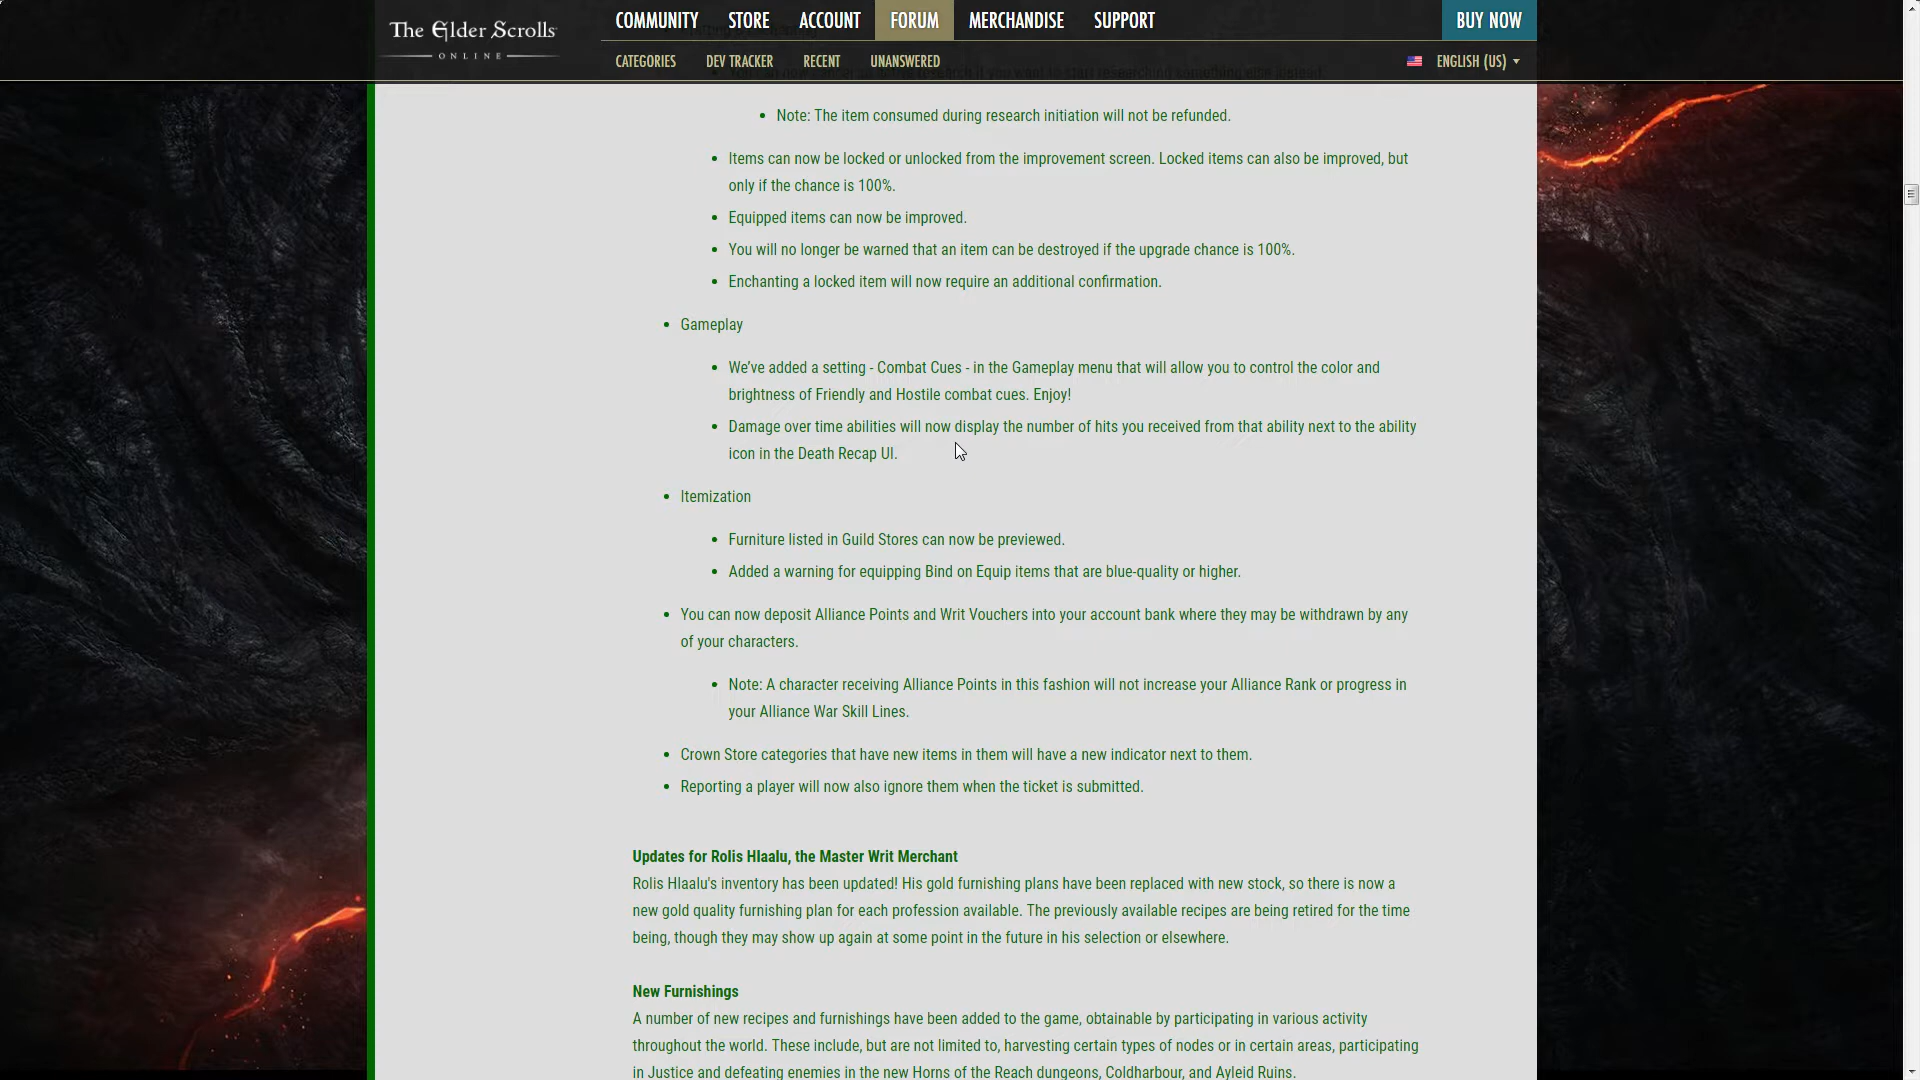 The Elder Scrolls
ONLINE
COMMUNITY STORE ACCOUNT FORUM MERCHANDISE SUPPORT
BUY NOW
CATEGORIES DEV TRACKER RECENT UNANSWERED
ENGLISH (US)
• Note: The item consumed during research initiation will not be refunded.
• Items can now be locked or unlocked from the improvement screen. Locked items can also be improved, but
only if the chance is 100%.
• Equipped items can now be improved.
• You will no longer be warned that an item can be destroyed if the upgrade chance is 100%.
• Enchanting a locked item will now require an additional confirmation.
• Gameplay
• We've added a setting - Combat Cues - in the Gameplay menu that will allow you to control the color and
brightness of Friendly and Hostile combat cues. Enjoy!
• Damage over time abilities will now display the number of hits you received from that ability next to the ability
icon in the Death Recap UI.
• Itemization
• Furniture listed in Guild Stores can now be previewed.
• Added a warning for equipping Bind on Equip items that are blue-quality or higher.
• You can now deposit Alliance Points and Writ Vouchers into your account bank where they may be withdrawn by any
of your characters.
• Note: A character receiving Alliance Points in this fashion will not increase your Alliance Rank or progress in
your Alliance War Skill Lines.
• Crown Store categories that have new items in them will have a new indicator next to them.
• Reporting a player will now also ignore them when the ticket is submitted.
Updates for Rolis Hlaalu, the Master Writ Merchant
Rolis Hlaalu's inventory has been updated! His gold furnishing plans have been replaced with new stock, so there is now a
new gold quality furnishing plan for each profession available. The previously available recipes are being retired for the time
being, though they may show up again at some point in the future in his selection or elsewhere.
New Furnishings
A number of new recipes and furnishings have been added to the game, obtainable by participating in various activity
throughout the world. These include, but are not limited to, harvesting certain types of nodes or in certain areas, participating
in Justice and defeating enemies in the new Horns of the Reach dungeons, Coldharbour, and Ayleid Ruins.